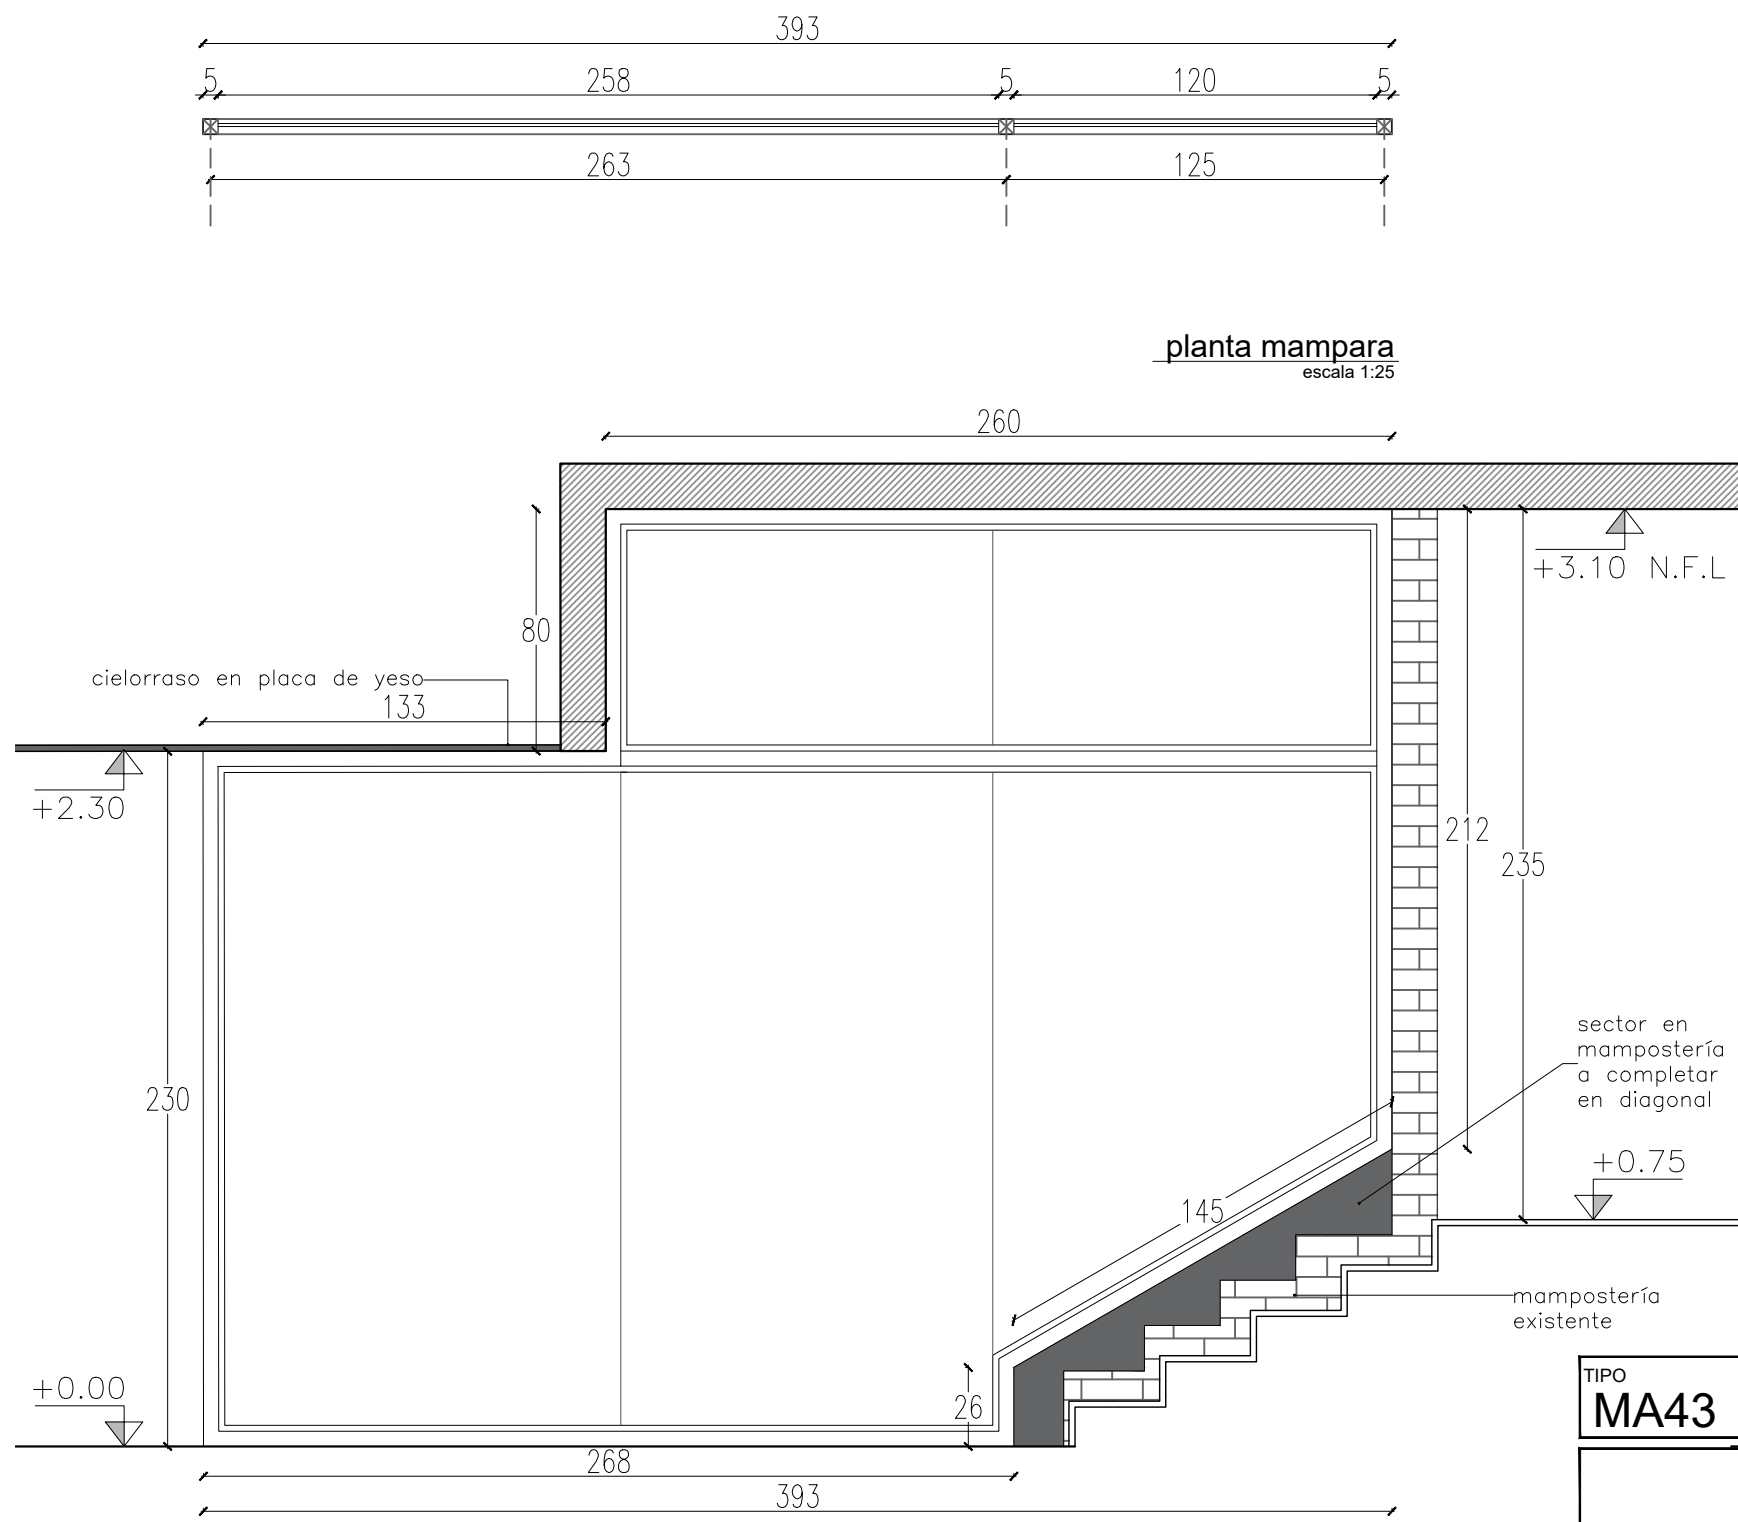 393
5 258 5 120 5
263 125
planta mampara
escala 1:25
260
+3.10 N.F.L
80
cielorraso en placa de yeso
133
+2.30
212
235
sector en
mampostería
a completar
en diagonal
230
+0.75
145
mampostería
existente
+0.00
26
TIPO
MA43
268
393